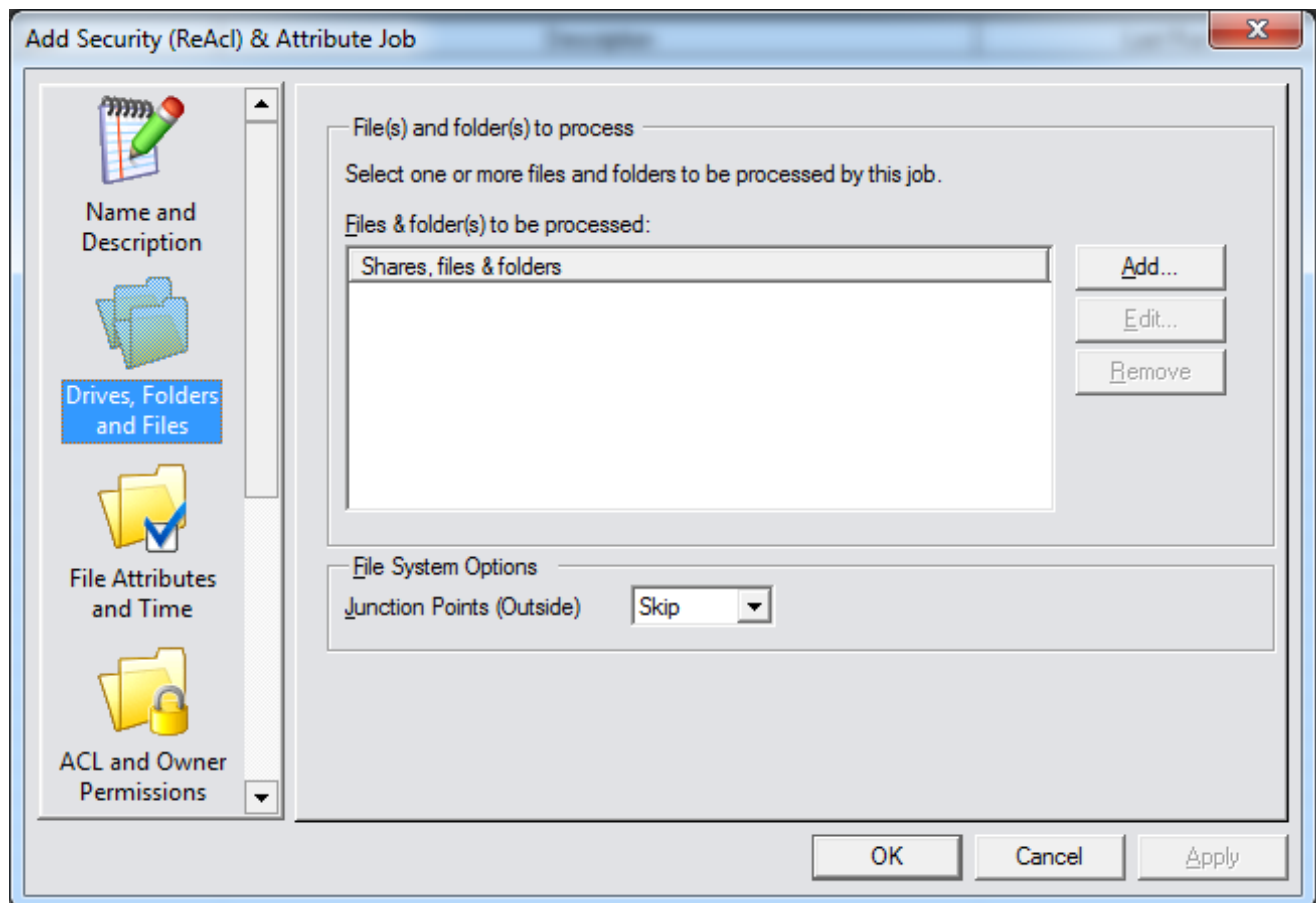 Add Security (ReAcl) & Attribute Job
Description
Name and
Description
Drives, Folders
and Files
File Attributes
and Time
ACL and Owner
Permissions
File(s) and folder(s) to process
Select one or more files and folders to be processed by this job.
Files & folder(s) to be processed:
Shares, files & folders
Add...
Edit...
Remove
File System Options
Junction Points (Outside)
Skip
OK
Cancel
Apply